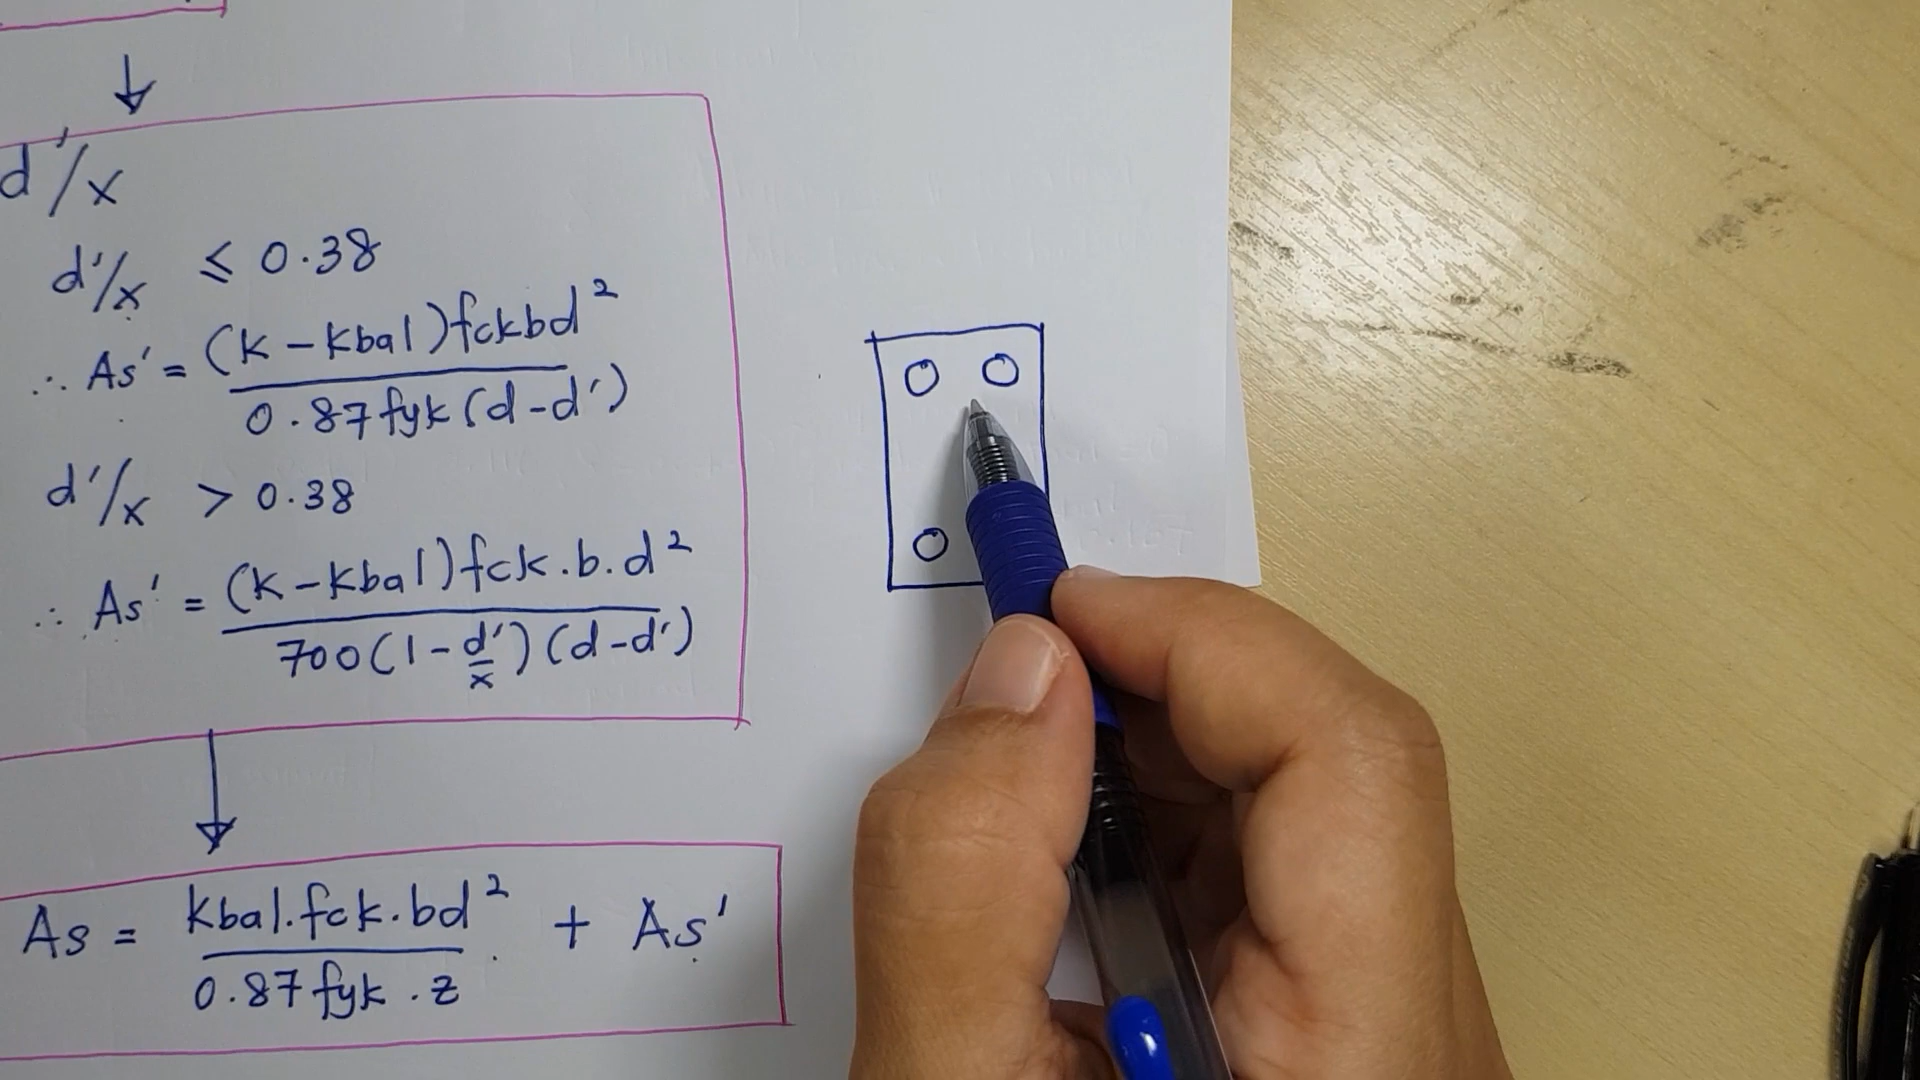 d'/x
d'/x ≤ 0.38
∴ As' = (K - Kbal)fckbd²
0.87fyk(d-d')
d'/x > 0.38
∴ As' = (K-Kbal)fck.b.d²
700(1-d'/x)(d-d')
As = Kbal.fck.bd² + As'
0.87fyk.z